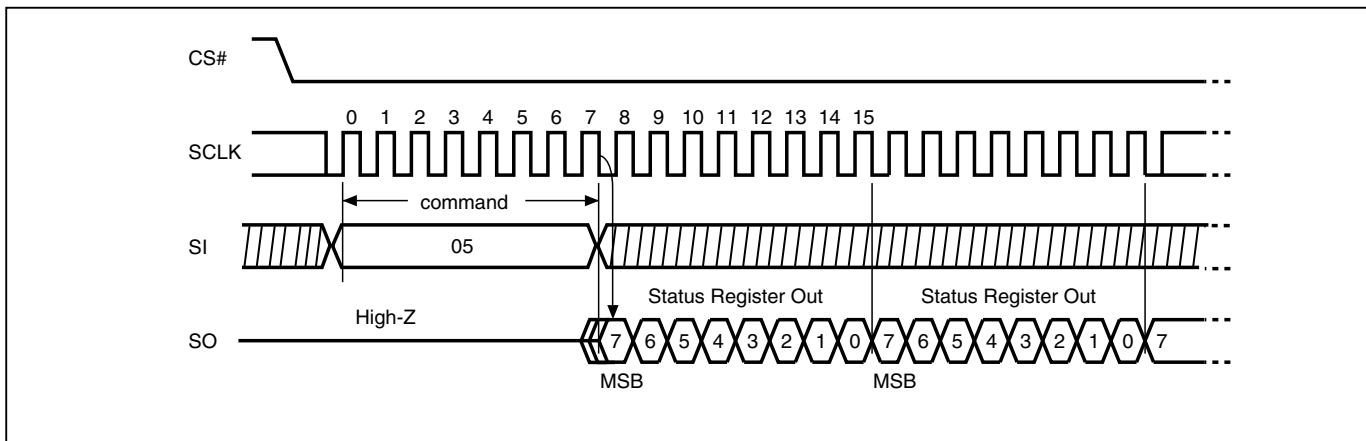 CS#
0 1 2 3 4 5 6 7 8 9 10 11 12 13 14 15
SCLK
command
SI
05
Status Register Out Status Register Out
High-Z
SO
7 6 5 4 3 2 1 0 7 6 5 4 3 2 1 0 7
MSB MSB